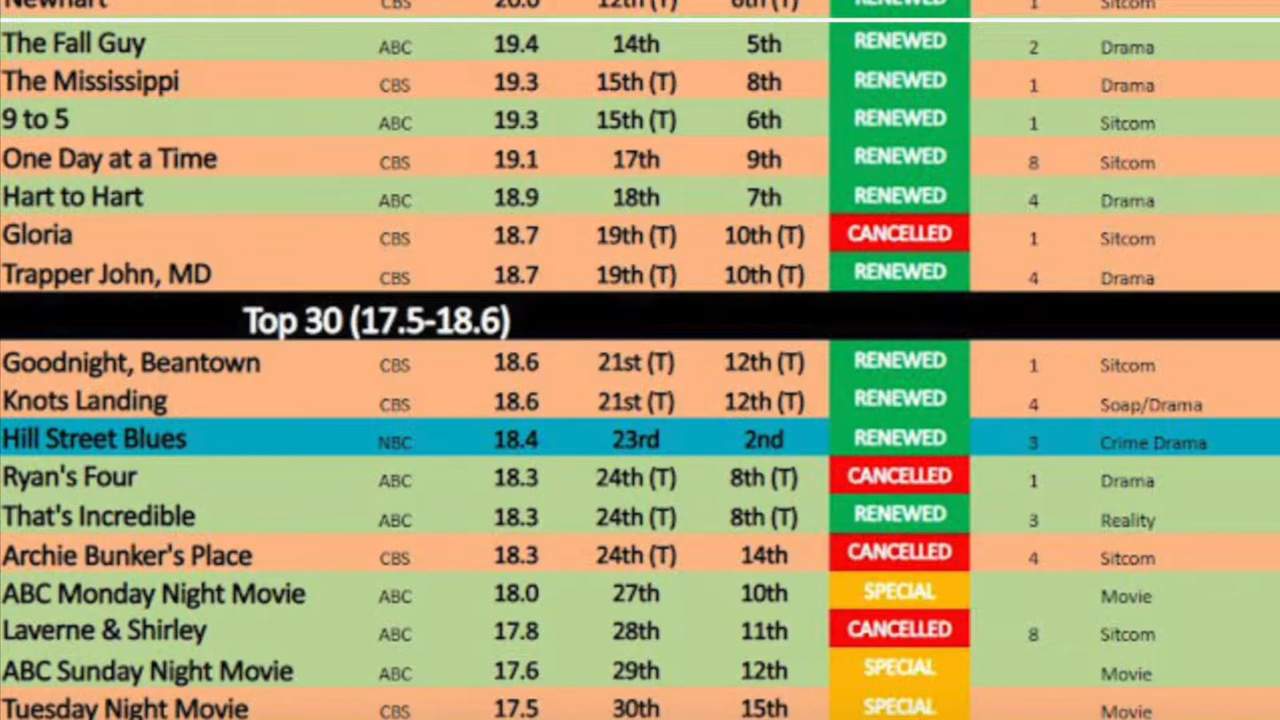 Newhart CBS 20.0 12th (T) 6th (T) RENEWED 1 Sitcom
The Fall Guy ABC 19.4 14th 5th RENEWED 2 Drama
The Mississippi CBS 19.3 15th (T) 8th RENEWED 1 Drama
9 to 5 ABC 19.3 15th (T) 6th RENEWED 1 Sitcom
One Day at a Time CBS 19.1 17th 9th RENEWED 8 Sitcom
Hart to Hart ABC 18.9 18th 7th RENEWED 4 Drama
Gloria CBS 18.7 19th (T) 10th (T) CANCELLED 1 Sitcom
Trapper John, MD CBS 18.7 19th (T) 10th (T) RENEWED 4 Drama
Top 30 (17.5-18.6)
Goodnight, Beantown CBS 18.6 21st (T) 12th (T) RENEWED 1 Sitcom
Knots Landing CBS 18.6 21st (T) 12th (T) RENEWED 4 Soap/Drama
Hill Street Blues NBC 18.4 23rd 2nd RENEWED 3 Crime Drama
Ryan's Four ABC 18.3 24th (T) 8th (T) CANCELLED 1 Drama
That's Incredible ABC 18.3 24th (T) 8th (T) RENEWED 3 Reality
Archie Bunker's Place CBS 18.3 24th (T) 14th CANCELLED 4 Sitcom
ABC Monday Night Movie ABC 18.0 27th 10th SPECIAL Movie
Laverne & Shirley ABC 17.8 28th 11th CANCELLED 8 Sitcom
ABC Sunday Night Movie ABC 17.6 29th 12th SPECIAL Movie
Tuesday Night Movie CBS 17.5 30th 15th SPECIAL Movie